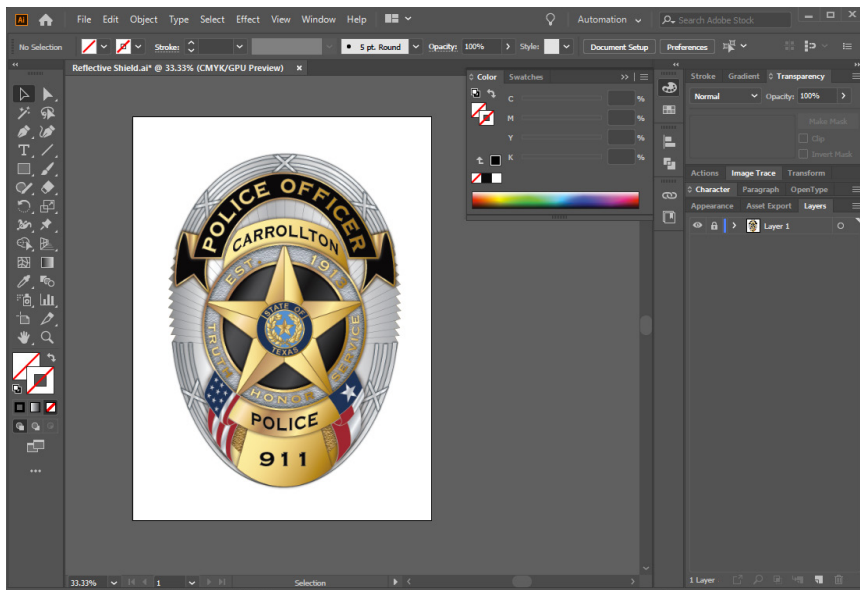 Ai File Edit Object Type Select Effect View Window Help Automation Search Adobe Stock
No Selection Stroke: 5 pt. Round Opacity: 100% Style: Document Setup Preferences
Reflective Shield.ai* @ 33.33% (CMYK/GPU Preview) ×
Color Swatches
C %
M %
Y %
K %
Stroke Gradient Transparency
Normal Opacity: 100%
Make Mask
Clip
Invert Mask
Actions Image Trace Transform
Character Paragraph OpenType
Appearance Asset Export Layers
Layer 1
POLICE OFFICER
CARROLLTON
EST. 1913
STATE OF
TEXAS
TRUTH HONOR SERVICE
POLICE
911
33.33% 1 Selection
1 Layer